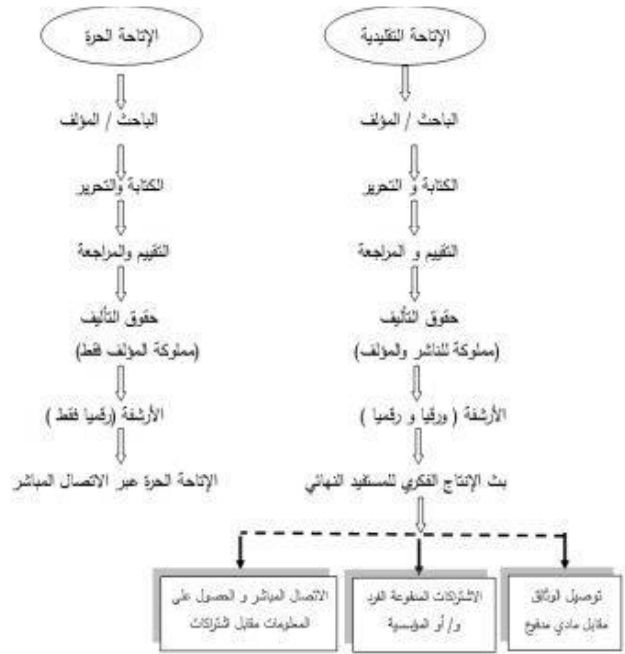 الإتاحة التقليدية
الباحث / المؤلف
الكتابة و التحرير
التقييم و المراجعة
حقوق التأليف
(مملوكة للناشر والمؤلف)
الأرشفة ( ورقيا و رقميا )
بث الإنتاج الفكري للمستفيد النهائي
توصيل الوثائق
مقابل مادي مدفوع
الاشتراكات المدفوعة الفرد
و/ أو المؤسسية
الاتصال المباشر و الحصول على
المعلومات مقابل اشتراكات
الإتاحة الحرة
الباحث / المؤلف
الكتابة والتحرير
التقييم والمراجعة
حقوق التأليف
(مملوكة المؤلف فقط)
الأرشفة (رقميا فقط )
الإتاحة الحرة عبر الاتصال المباشر